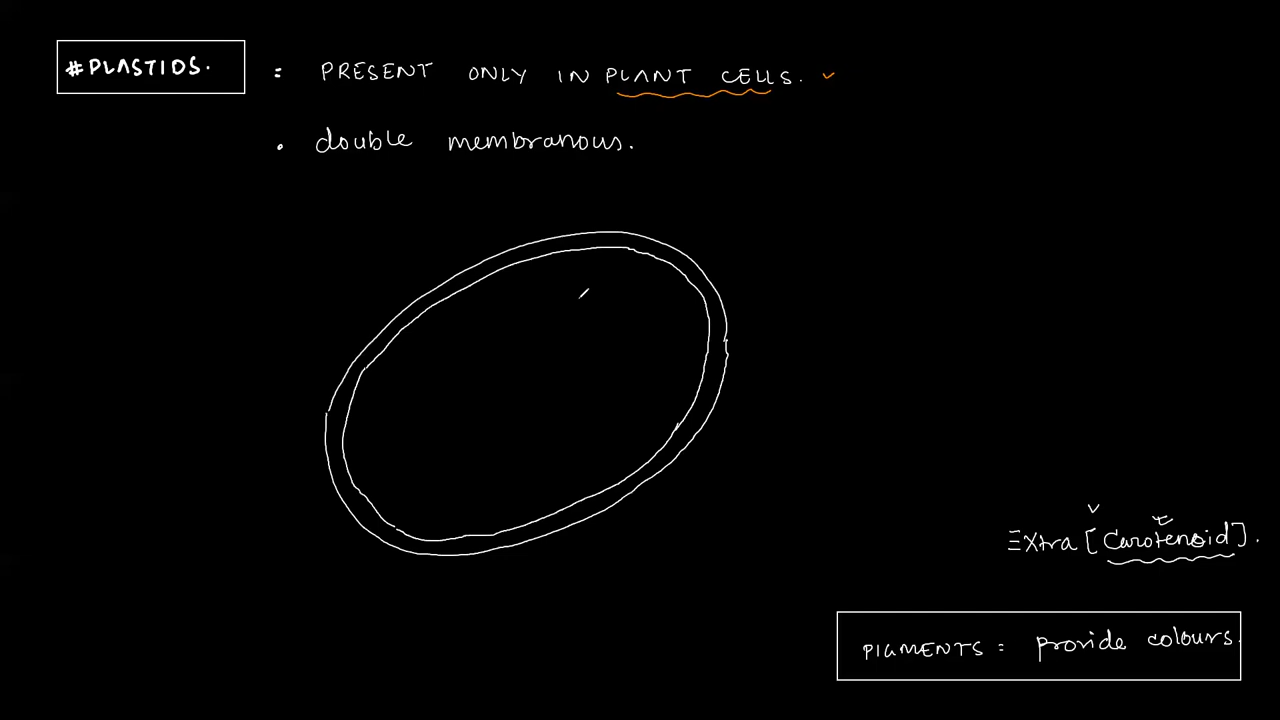 #PLASTIDS. : PRESENT ONLY IN PLANT CELLS.
. double membranous.
Extra [Carotenoid].
PIGMENTS = provide colours.